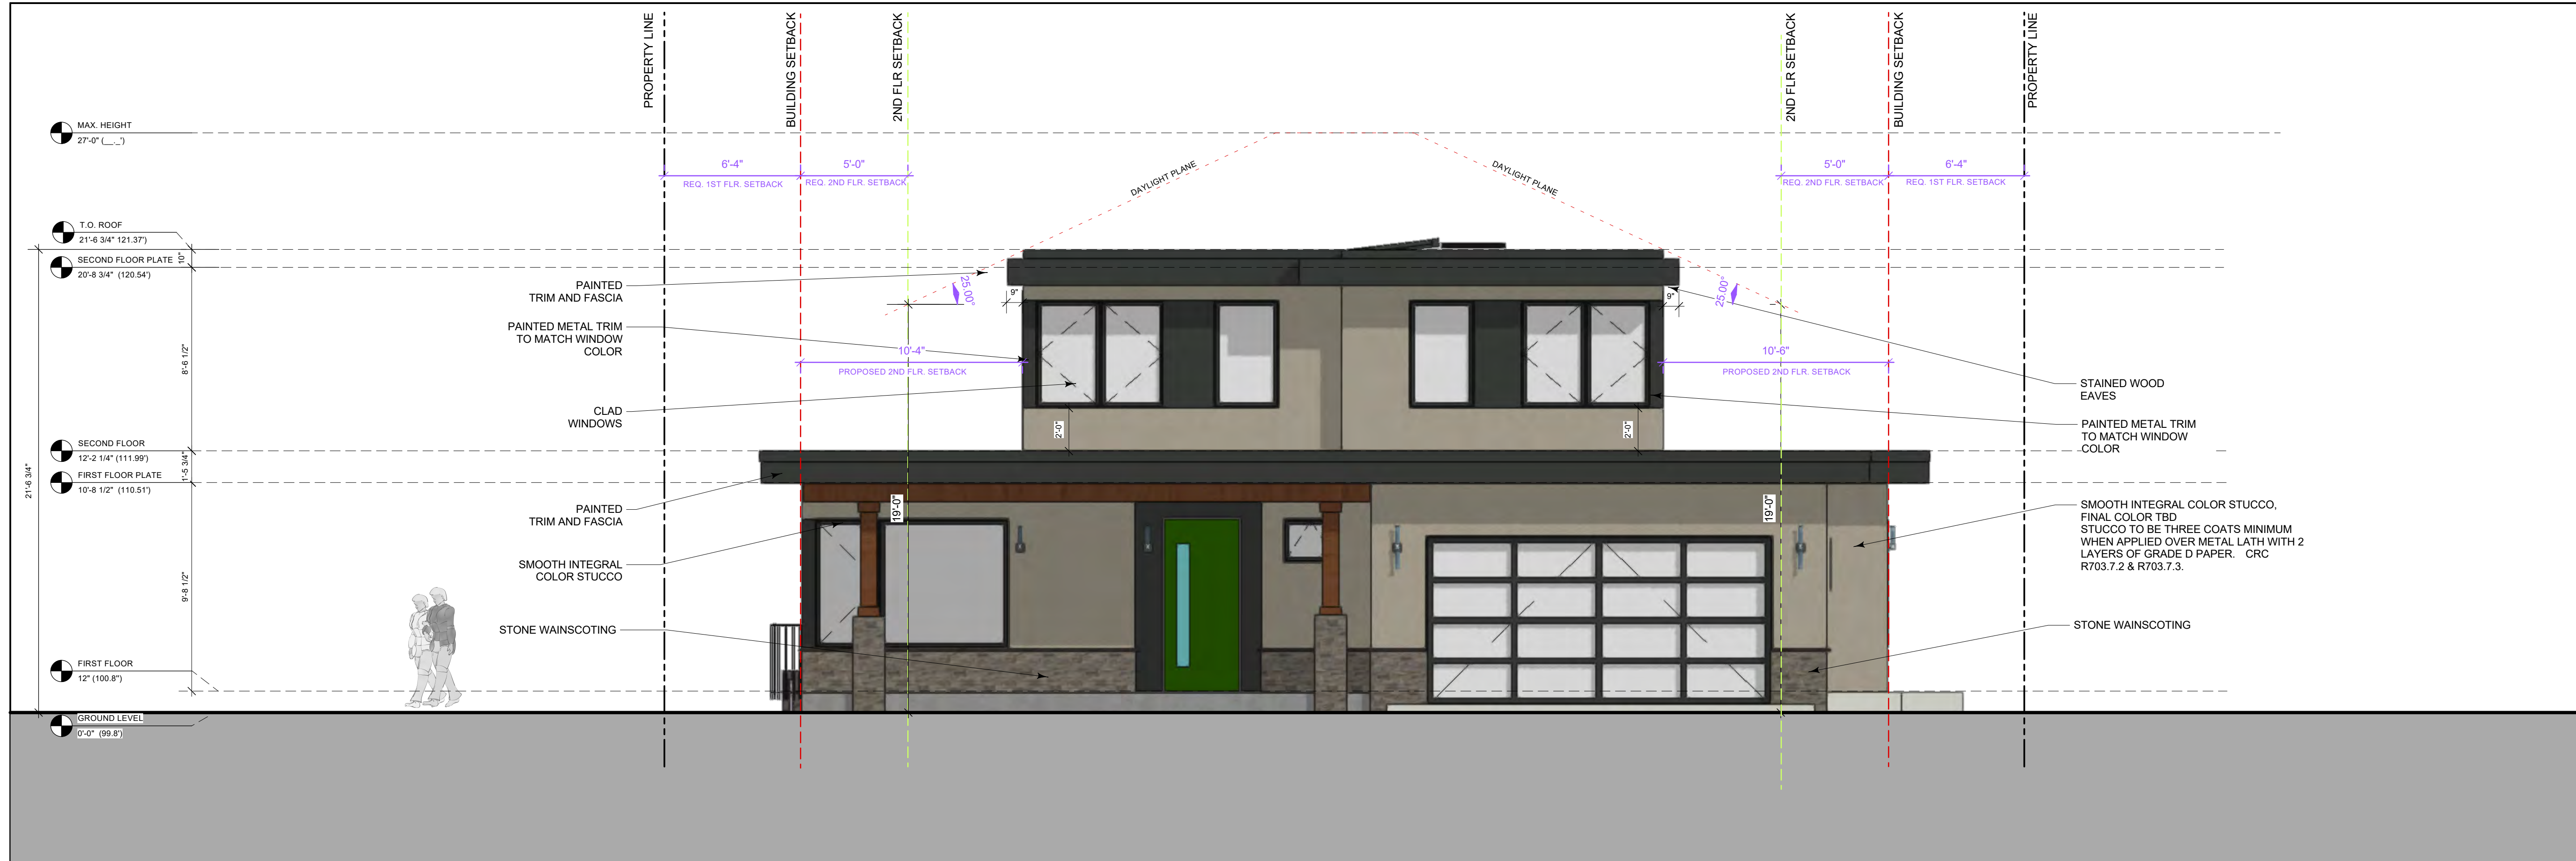 PROPERTY LINE
BUILDING SETBACK
2ND FLR SETBACK
2ND FLR SETBACK
BUILDING SETBACK
PROPERTY LINE
MAX. HEIGHT
27'-0" (__._')
6'-4"
REQ. 1ST FLR. SETBACK
5'-0"
REQ. 2ND FLR. SETBACK
DAYLIGHT PLANE
DAYLIGHT PLANE
5'-0"
REQ. 2ND FLR. SETBACK
6'-4"
REQ. 1ST FLR. SETBACK
T.O. ROOF
21'-6 3/4" 121.37')
10"
SECOND FLOOR PLATE
20'-8 3/4" (120.54')
8'-6 1/2"
SECOND FLOOR
12'-2 1/4" (111.99')
1'-5 3/4"
FIRST FLOOR PLATE
10'-8 1/2" (110.51')
21'-6 3/4"
9'-8 1/2"
FIRST FLOOR
12" (100.8")
GROUND LEVEL
0'-0" (99.8')
PAINTED
TRIM AND FASCIA
PAINTED METAL TRIM
TO MATCH WINDOW
COLOR
CLAD
WINDOWS
PAINTED
TRIM AND FASCIA
SMOOTH INTEGRAL
COLOR STUCCO
STONE WAINSCOTING
25.00°
9"
10'-4"
PROPOSED 2ND FLR. SETBACK
2'-0"
19'-0"
25.00°
9"
10'-6"
PROPOSED 2ND FLR. SETBACK
2'-0"
19'-0"
STAINED WOOD
EAVES
PAINTED METAL TRIM
TO MATCH WINDOW
COLOR
SMOOTH INTEGRAL COLOR STUCCO,
FINAL COLOR TBD
STUCCO TO BE THREE COATS MINIMUM
WHEN APPLIED OVER METAL LATH WITH 2
LAYERS OF GRADE D PAPER. CRC
R703.7.2 & R703.7.3.
STONE WAINSCOTING